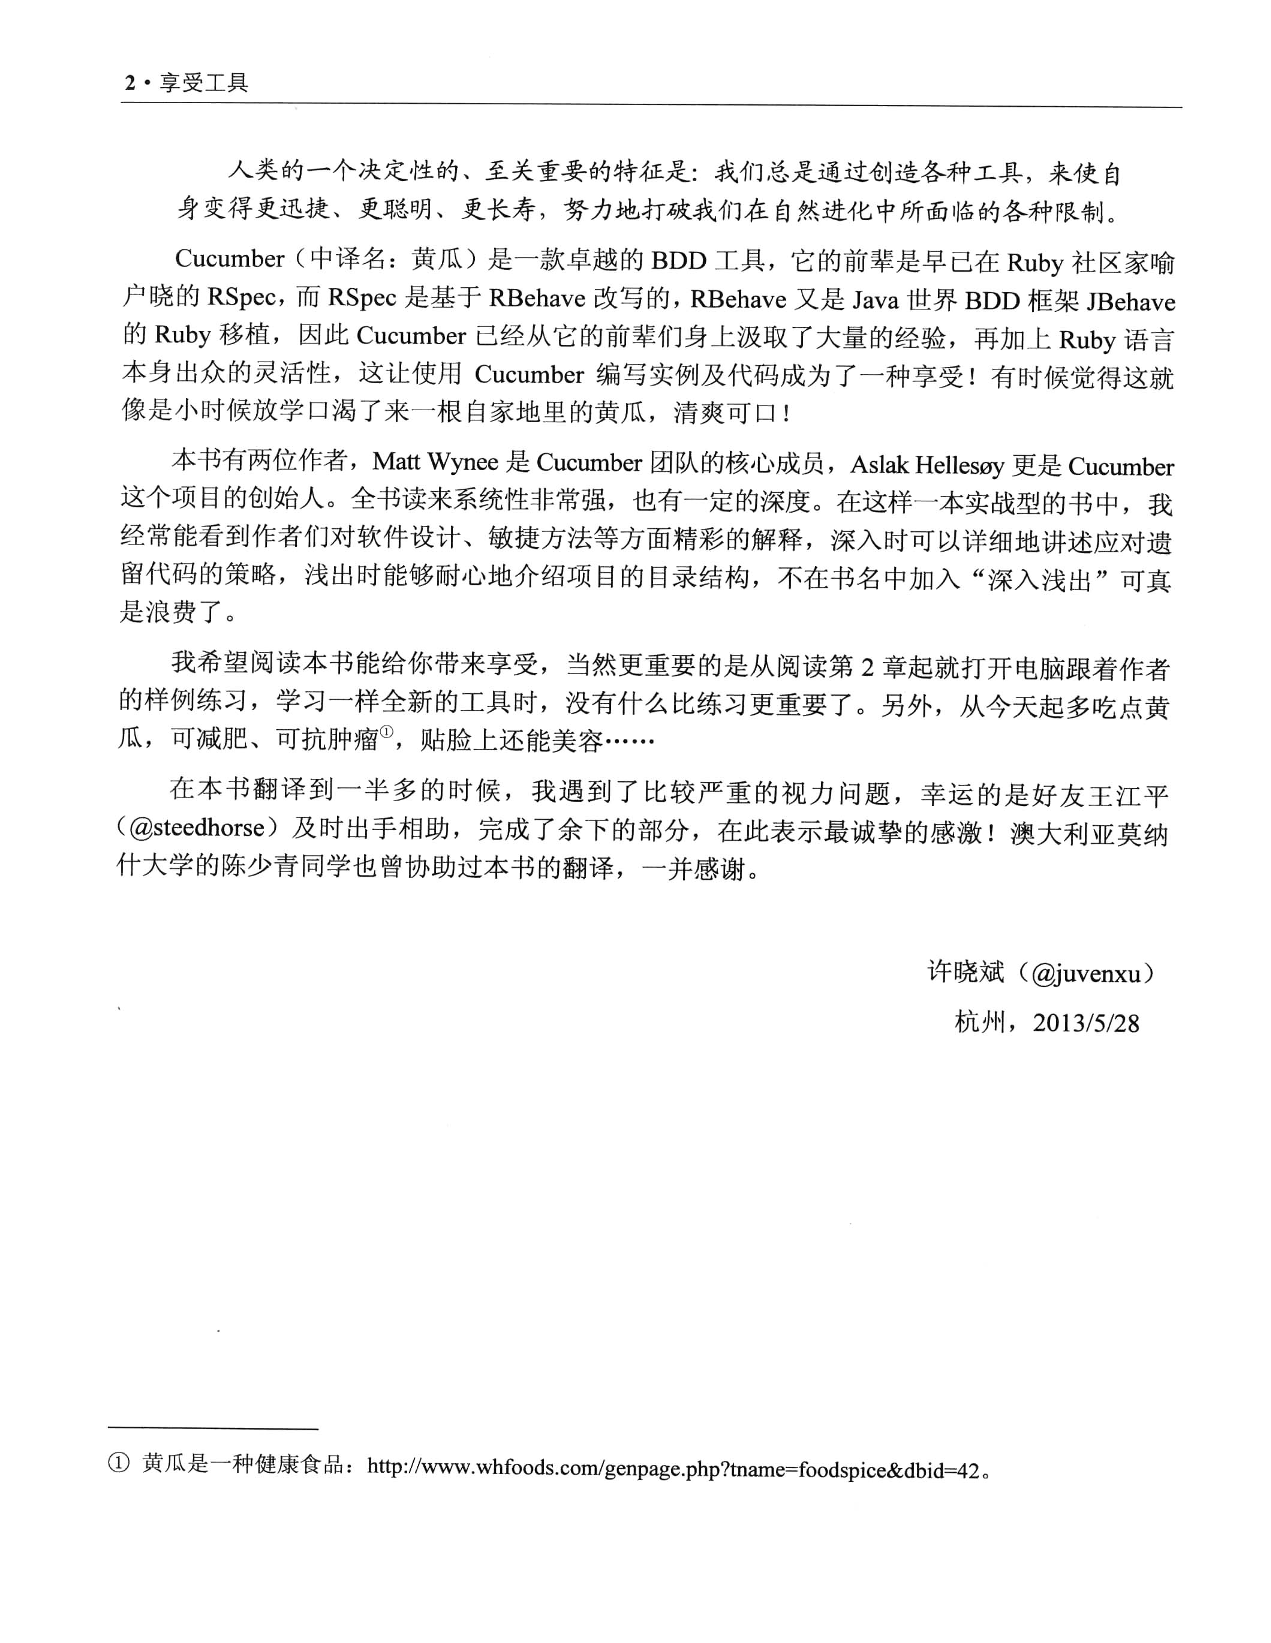 2·享受工具
人类的一个决定性的、至关重要的特征是：我们总是通过创造各种工具，来使自
身变得更迅捷、更聪明、更长寿，努力地打破我们在自然进化中所面临的各种限制。
Cucumber（中译名：黄瓜）是一款卓越的 BDD 工具，它的前辈是早已在 Ruby 社区家喻
户晓的 RSpec，而 RSpec 是基于 RBehave 改写的，RBehave 又是 Java 世界 BDD 框架 JBehave
的 Ruby 移植，因此 Cucumber 已经从它的前辈们身上汲取了大量的经验，再加上 Ruby 语言
本身出众的灵活性，这让使用 Cucumber 编写实例及代码成为了一种享受！有时候觉得这就
像是小时候放学口渴了来一根自家地里的黄瓜，清爽可口！
本书有两位作者，Matt Wynee 是 Cucumber 团队的核心成员，Aslak Hellesøy 更是 Cucumber
这个项目的创始人。全书读来系统性非常强，也有一定的深度。在这样一本实战型的书中，我
经常能看到作者们对软件设计、敏捷方法等方面精彩的解释，深入时可以详细地讲述应对遗
留代码的策略，浅出时能够耐心地介绍项目的目录结构，不在书名中加入“深入浅出”可真
是浪费了。
我希望阅读本书能给你带来享受，当然更重要的是从阅读第 2 章起就打开电脑跟着作者
的样例练习，学习一样全新的工具时，没有什么比练习更重要了。另外，从今天起多吃点黄
瓜，可减肥、可抗肿瘤①，贴脸上还能美容……
在本书翻译到一半多的时候，我遇到了比较严重的视力问题，幸运的是好友王江平
（@steedhorse）及时出手相助，完成了余下的部分，在此表示最诚挚的感激！澳大利亚莫纳
什大学的陈少青同学也曾协助过本书的翻译，一并感谢。
许晓斌（@juvenxu）
杭州，2013/5/28
① 黄瓜是一种健康食品：http://www.whfoods.com/genpage.php?tname=foodspice&dbid=42。